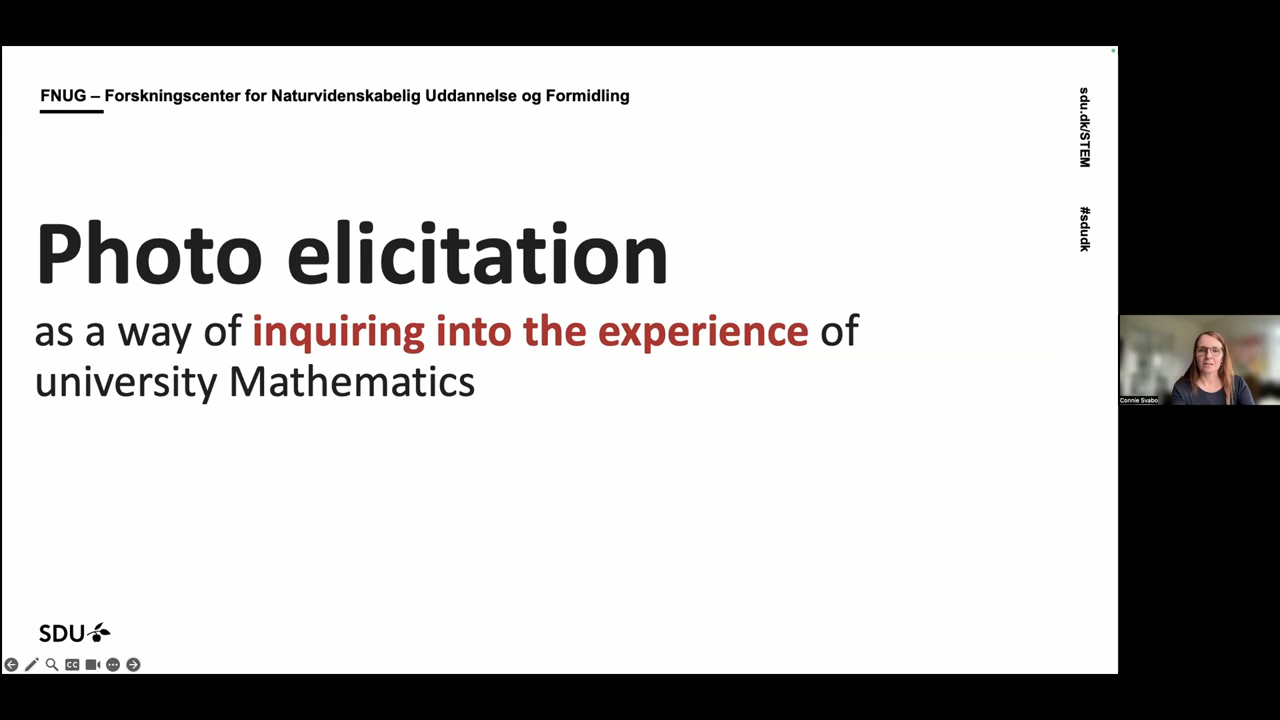 FNUG – Forskningscenter for Naturvidenskabelig Uddannelse og Formidling
sdu.dk/STEM
#sdudk
Photo elicitation
as a way of inquiring into the experience of
university Mathematics
Connie Svabo
SDU
CC